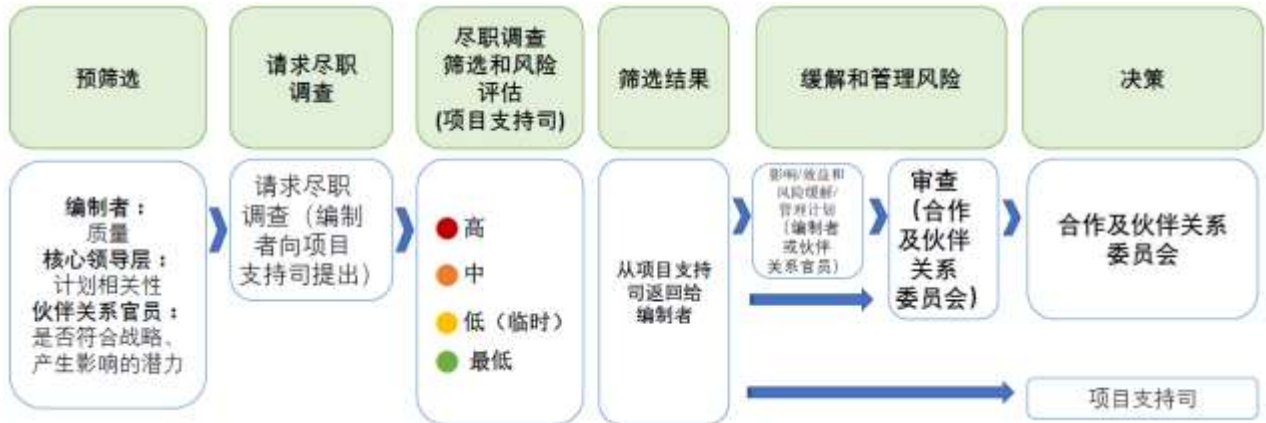 预筛选
请求尽职
调查
尽职调查
筛选和风险
评估
(项目支持司)
筛选结果
缓解和管理风险
决策
编制者：
质量
核心领导层：
计划相关性
伙伴关系官员：
是否符合战略、
产生影响的潜力
请求尽职
调查（编制
者向项目
支持司提出）
高
中
低（临时）
最低
从项目支持
司返回给
编制者
影响/效益和
风险缓解/
管理计划
（编制者
或伙伴
关系官员）
审查
（合作
及伙伴
关系
委员会）
合作及伙伴关系
委员会
项目支持司